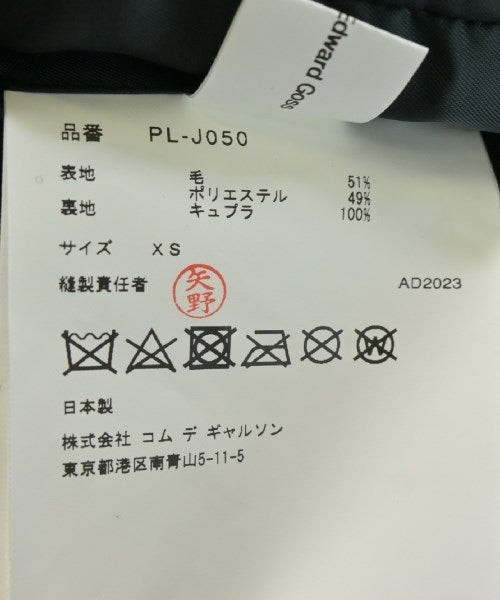 Edward Goss
品番 PL-J050
表地 毛 51%
ポリエステル 49%
裏地 キュプラ 100%
サイズ XS
縫製責任者 矢野 AD2023
日本製
株式会社 コム デ ギャルソン
東京都港区南青山5-11-5